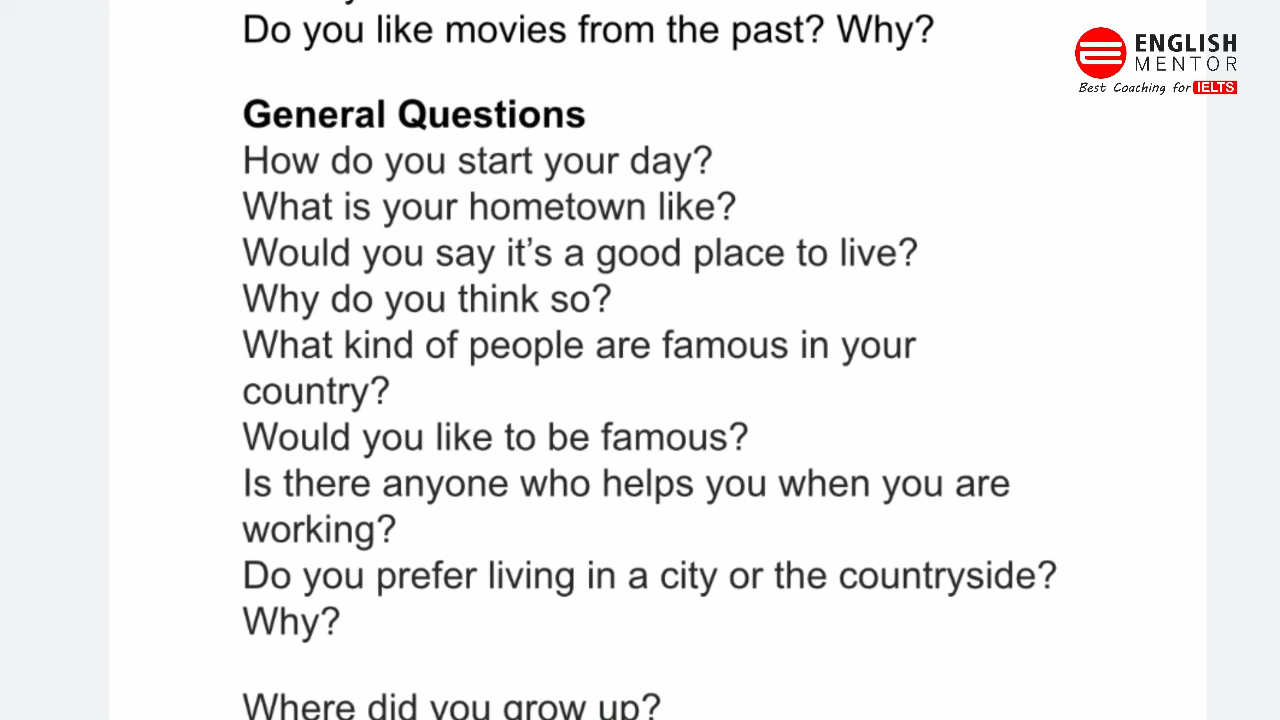 Do you like movies from the past? Why?
ENGLISH
MENTOR
Best Coaching for IELTS
General Questions
How do you start your day?
What is your hometown like?
Would you say it’s a good place to live?
Why do you think so?
What kind of people are famous in your
country?
Would you like to be famous?
Is there anyone who helps you when you are
working?
Do you prefer living in a city or the countryside?
Why?
Where did you grow up?